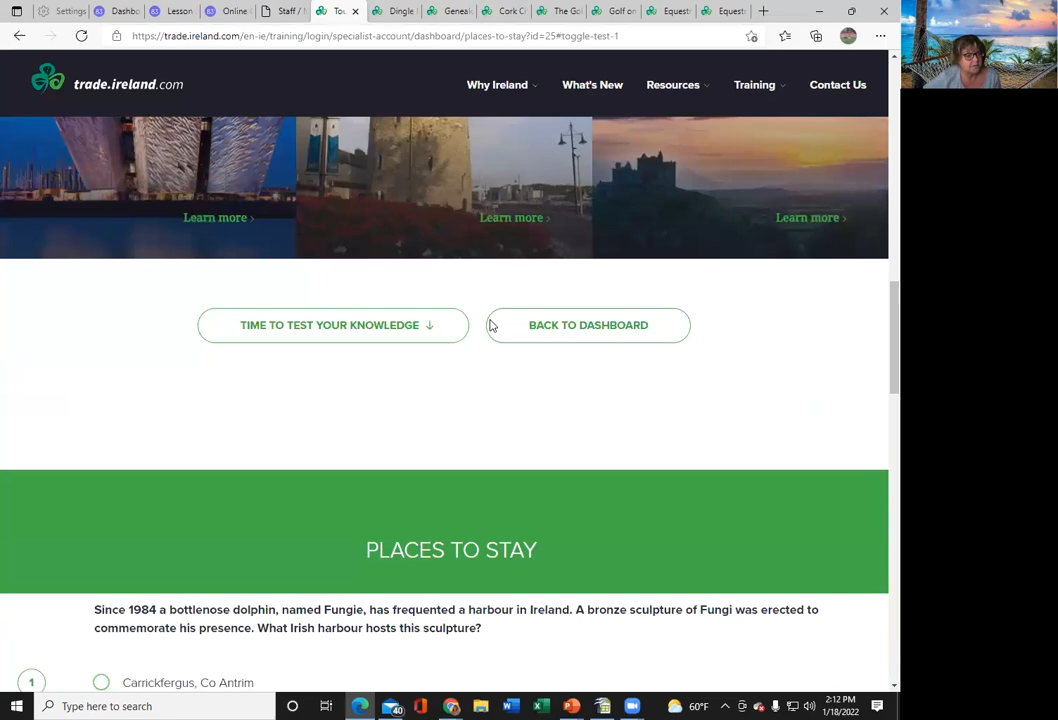 Settings
Dashbo
Lesson
Online
Staff /
Tou
Dingle
Geneal
Cork C
The Go
Golf on
Equest
Equest
https://trade.ireland.com/en-ie/training/login/specialist-account/dashboard/places-to-stay?id=25#toggle-test-1
trade.ireland.com
Why Ireland
What's New
Resources
Training
Contact Us
Learn more ›
Learn more ›
Learn more ›
TIME TO TEST YOUR KNOWLEDGE ↓
BACK TO DASHBOARD
PLACES TO STAY
Since 1984 a bottlenose dolphin, named Fungie, has frequented a harbour in Ireland. A bronze sculpture of Fungi was erected to
commemorate his presence. What Irish harbour hosts this sculpture?
1
Carrickfergus, Co Antrim
Type here to search
40
60°F
2:12 PM
1/18/2022